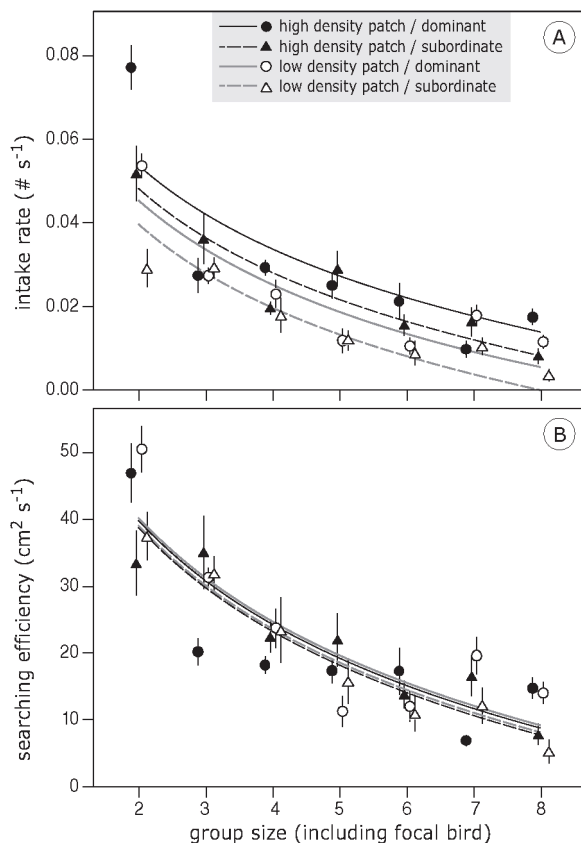 A
high density patch / dominant
high density patch / subordinate
low density patch / dominant
low density patch / subordinate
intake rate (# s-1)
0.08
0.06
0.04
0.02
0.00
B
searching efficiency (cm2 s-1)
50
40
30
20
10
0
2 3 4 5 6 7 8
group size (including focal bird)